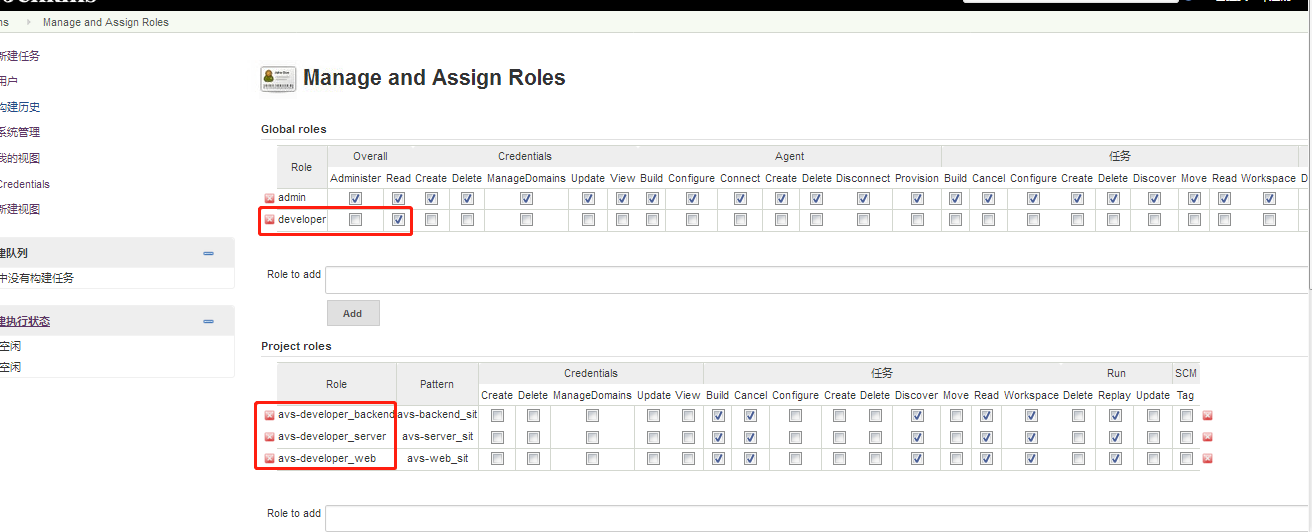 Manage and Assign Roles
新建任务
用户
构建历史
系统管理
我的视图
Credentials
新建视图
建队列
中没有构建任务
建执行状态
空闲
空闲
Manage and Assign Roles
Global roles
Role Overall Credentials Agent 任务
Administer Read Create Delete ManageDomains Update View Build Configure Connect Create Delete Disconnect Provision Build Cancel Configure Create Delete Discover Move Read Workspace D
admin
developer
Role to add
Add
Project roles
Role Pattern Credentials 任务 Run SCM
Create Delete ManageDomains Update View Build Cancel Configure Create Delete Discover Move Read Workspace Delete Replay Update Tag
avs-developer_backend avs-backend_sit
avs-developer_server avs-server_sit
avs-developer_web avs-web_sit
Role to add